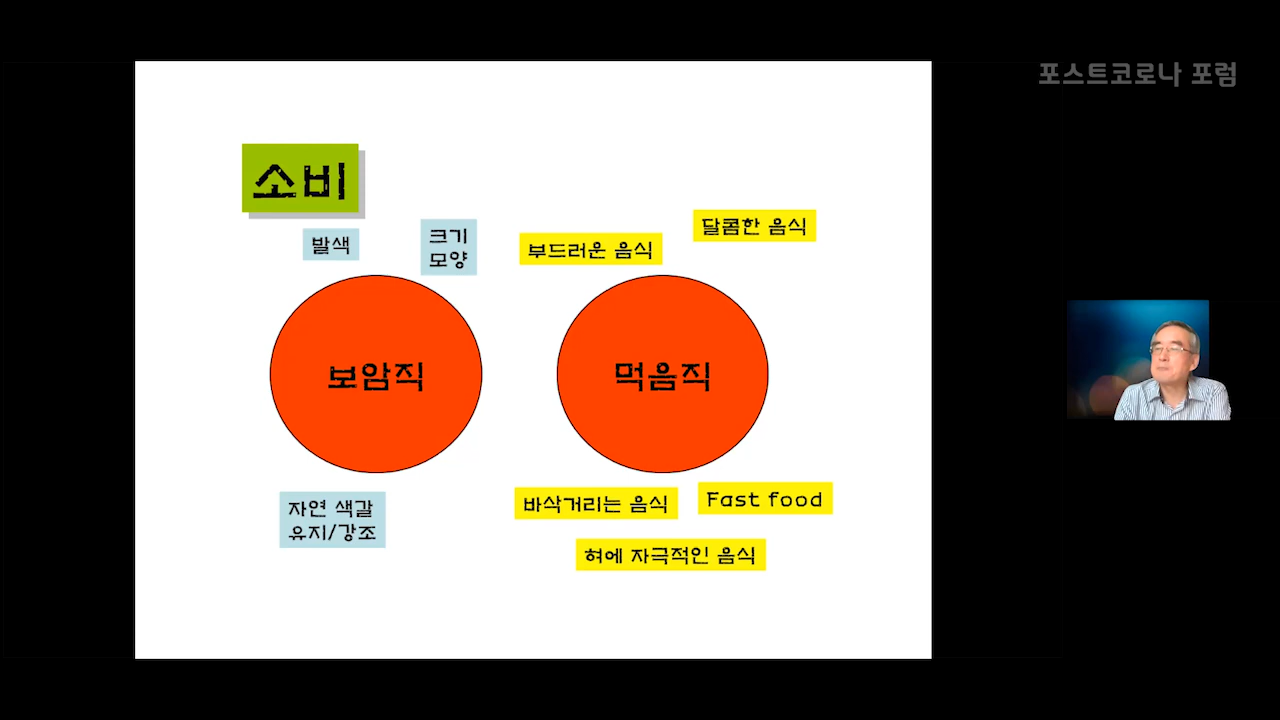 포스트코로나 포럼
소비
발색
크기
모양
부드러운 음식
달콤한 음식
보암직
먹음직
자연 색갈
유지/강조
바삭거리는 음식
Fast food
혀에 자극적인 음식